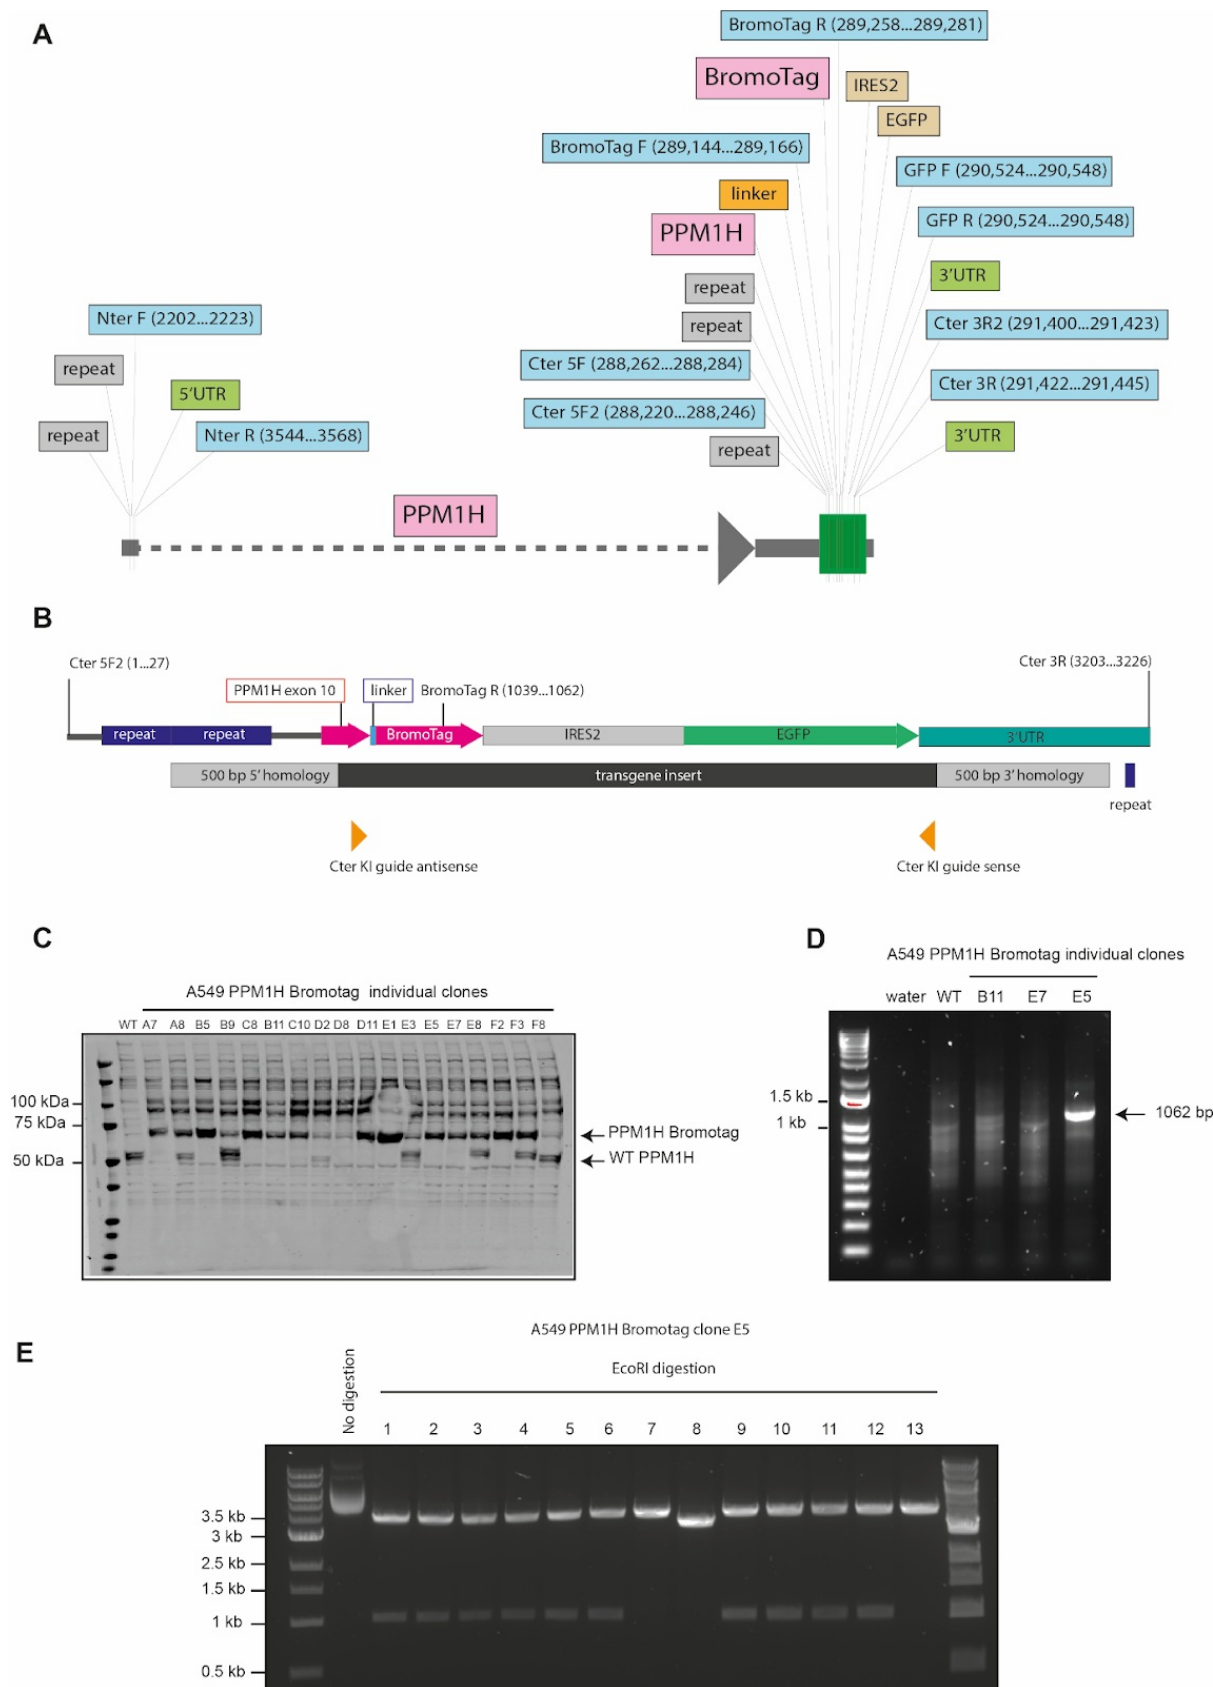 A
BromoTag R (289,258...289,281)
BromoTag
IRES2
EGFP
BromoTag F (289,144...289,166)
GFP F (290,524...290,548)
linker
GFP R (290,524...290,548)
PPM1H
3'UTR
repeat
Nter F (2202...2223)
repeat
Cter 3R2 (291,400...291,423)
repeat
Cter 5F (288,262...288,284)
5'UTR
Cter 3R (291,422...291,445)
Cter 5F2 (288,220...288,246)
repeat
Nter R (3544...3568)
3'UTR
repeat
PPM1H
B
Cter 5F2 (1...27)
Cter 3R (3203...3226)
PPM1H exon 10
linker
BromoTag R (1039...1062)
repeat
repeat
BromoTag
IRES2
EGFP
3'UTR
500 bp 5' homology
transgene insert
500 bp 3' homology
repeat
Cter KI guide antisense
Cter KI guide sense
C
A549 PPM1H Bromotag individual clones
WT A7 A8 B5 B9 C8 B11 C10 D2 D8 D11 E1 E3 E5 E7 E8 F2 F3 F8
100 kDa
75 kDa
50 kDa
PPM1H Bromotag
WT PPM1H
D
A549 PPM1H Bromotag individual clones
water WT B11 E7 E5
1.5 kb
1 kb
1062 bp
E
A549 PPM1H Bromotag clone E5
No digestion
EcoRI digestion
1 2 3 4 5 6 7 8 9 10 11 12 13
3.5 kb
3 kb
2.5 kb
1.5 kb
1 kb
0.5 kb